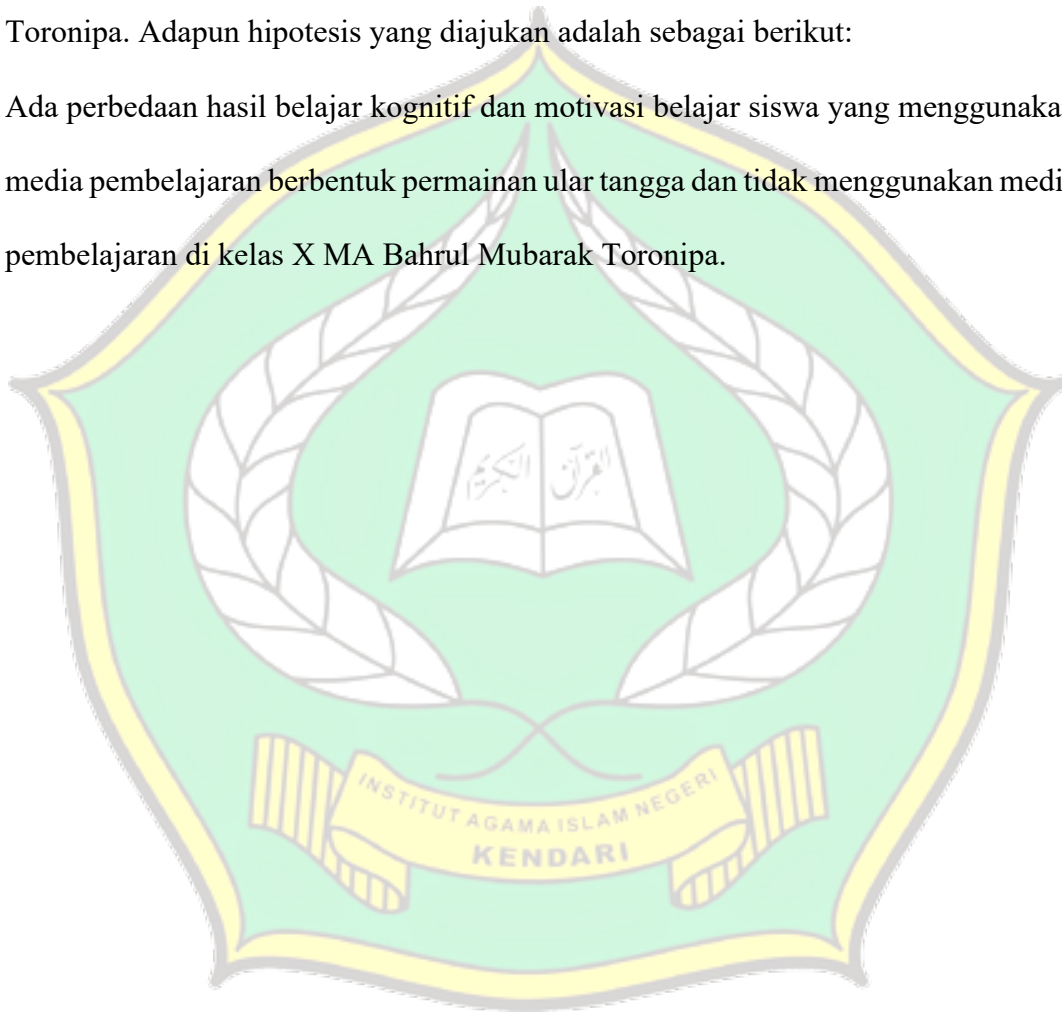 Toronipa. Adapun hipotesis yang diajukan adalah sebagai berikut:
Ada perbedaan hasil belajar kognitif dan motivasi belajar siswa yang menggunaka
media pembelajaran berbentuk permainan ular tangga dan tidak menggunakan medi
pembelajaran di kelas X MA Bahrul Mubarak Toronipa.
القرآن الكريم
INSTITUT AGAMA ISLAM NEGERI
KENDARI